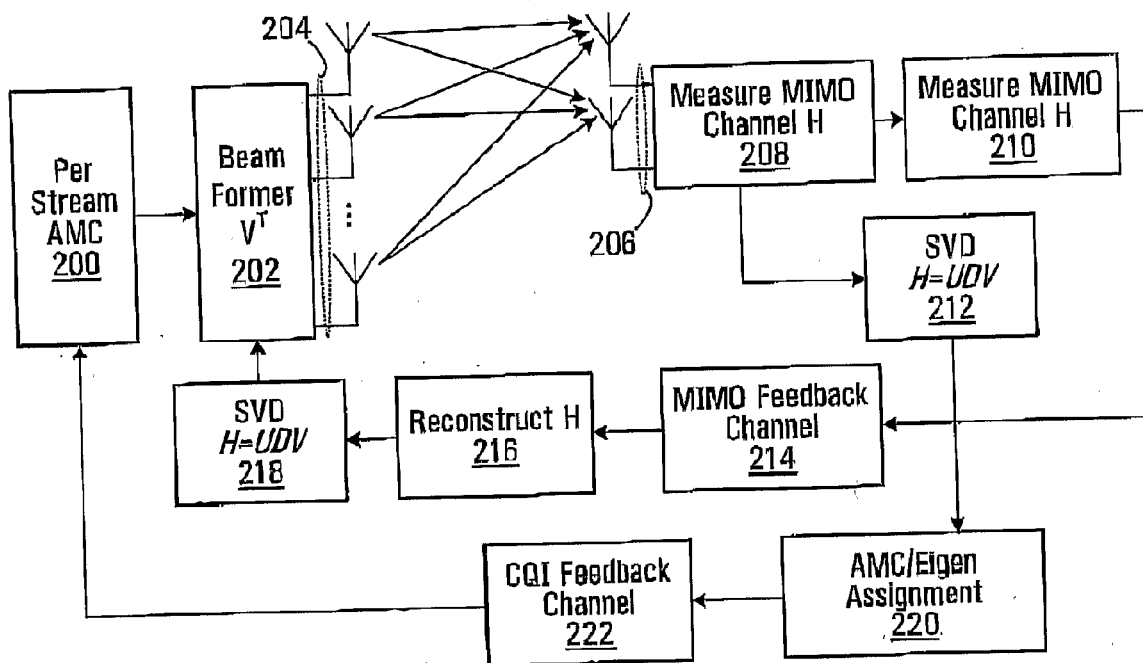 204
Per
Stream
AMC
200
Beam
Former
Vᵀ
202
206
Measure MIMO
Channel H
208
Measure MIMO
Channel H
210
SVD
H=UDV
212
MIMO Feedback
Channel
214
Reconstruct H
216
SVD
H=UDV
218
AMC/Eigen
Assignment
220
CQI Feedback
Channel
222